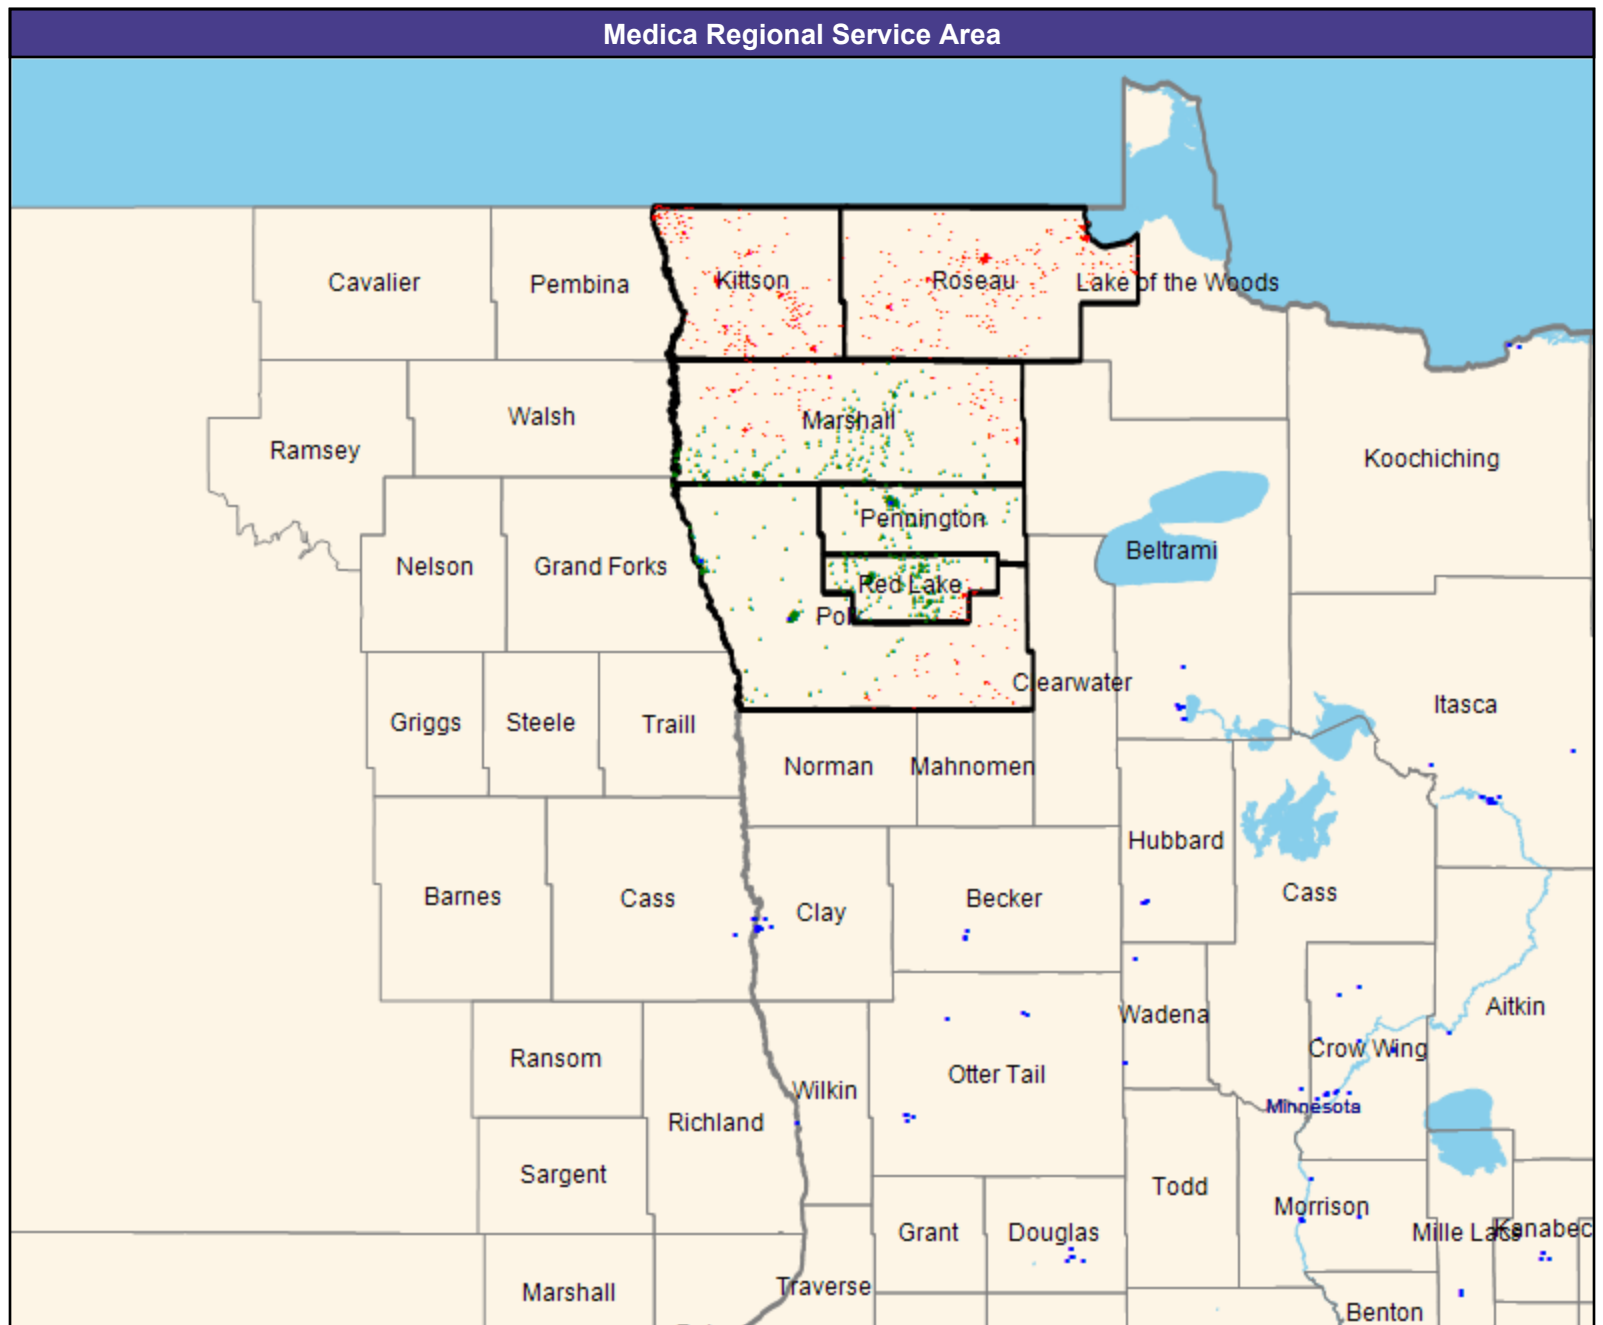 Medica Regional Service Area
Cavalier
Pembina
Kittson
Roseau
Lake of the Woods
Walsh
Marshall
Ramsey
Koochiching
Pennington
Nelson
Grand Forks
Beltrami
Red Lake
Polk
Clearwater
Griggs
Steele
Traill
Itasca
Norman
Mahnomen
Hubbard
Barnes
Cass
Clay
Becker
Cass
Wadena
Aitkin
Ransom
Otter Tail
Crow Wing
Wilkin
Minnesota
Richland
Sargent
Todd
Morrison
Grant
Douglas
Mille Lacs
Kanabec
Marshall
Traverse
Benton